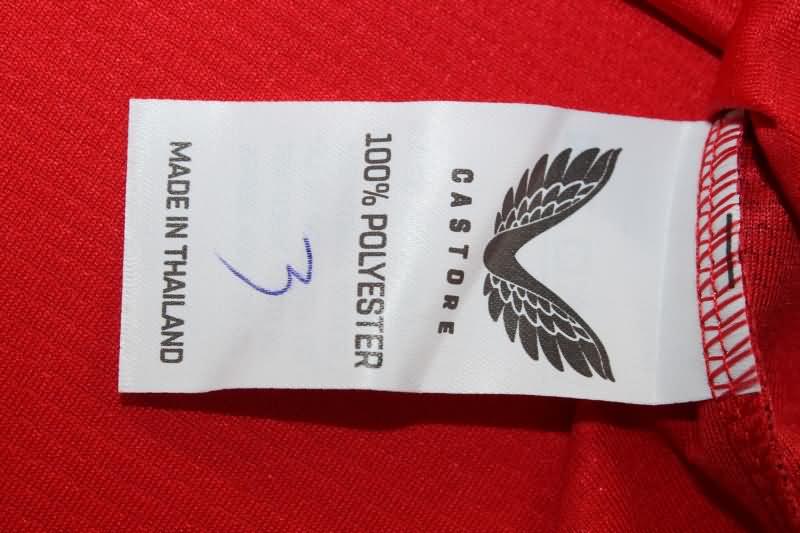 CASTORE
100% POLYESTER
3
MADE IN THAILAND